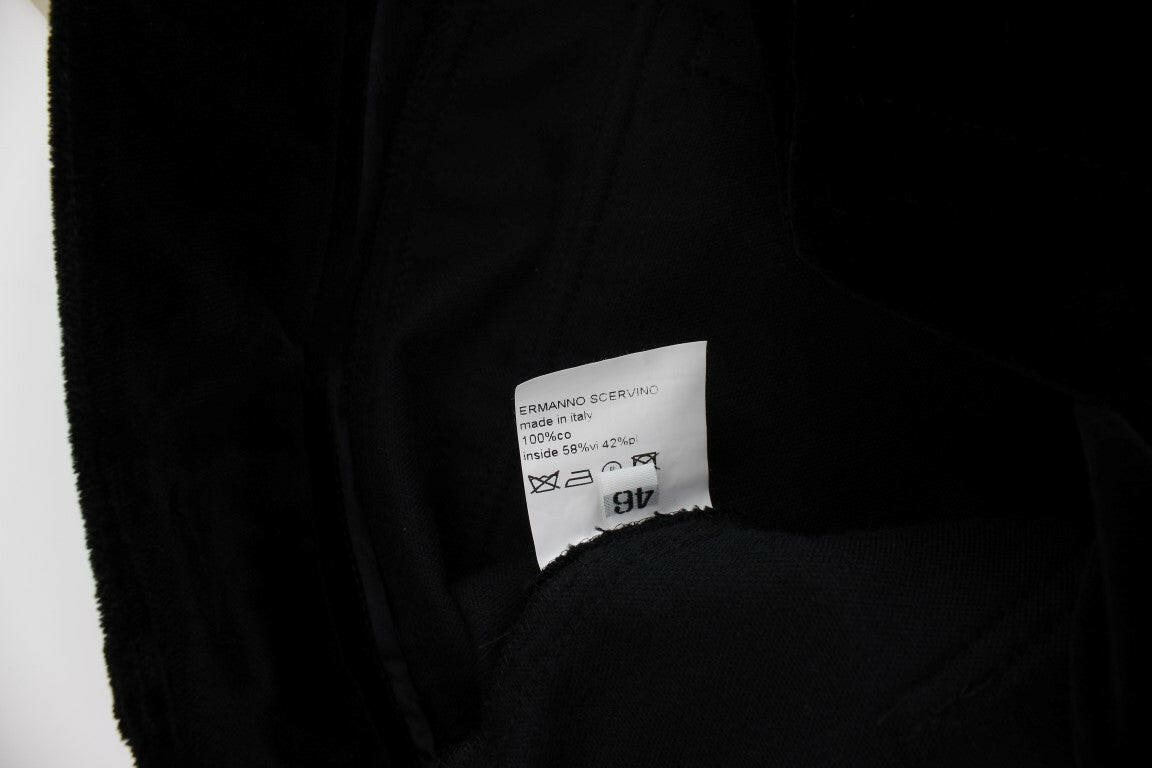 ERMANNO SCERVINO
made in italy
100%co
inside 58%vi 42%pl
46